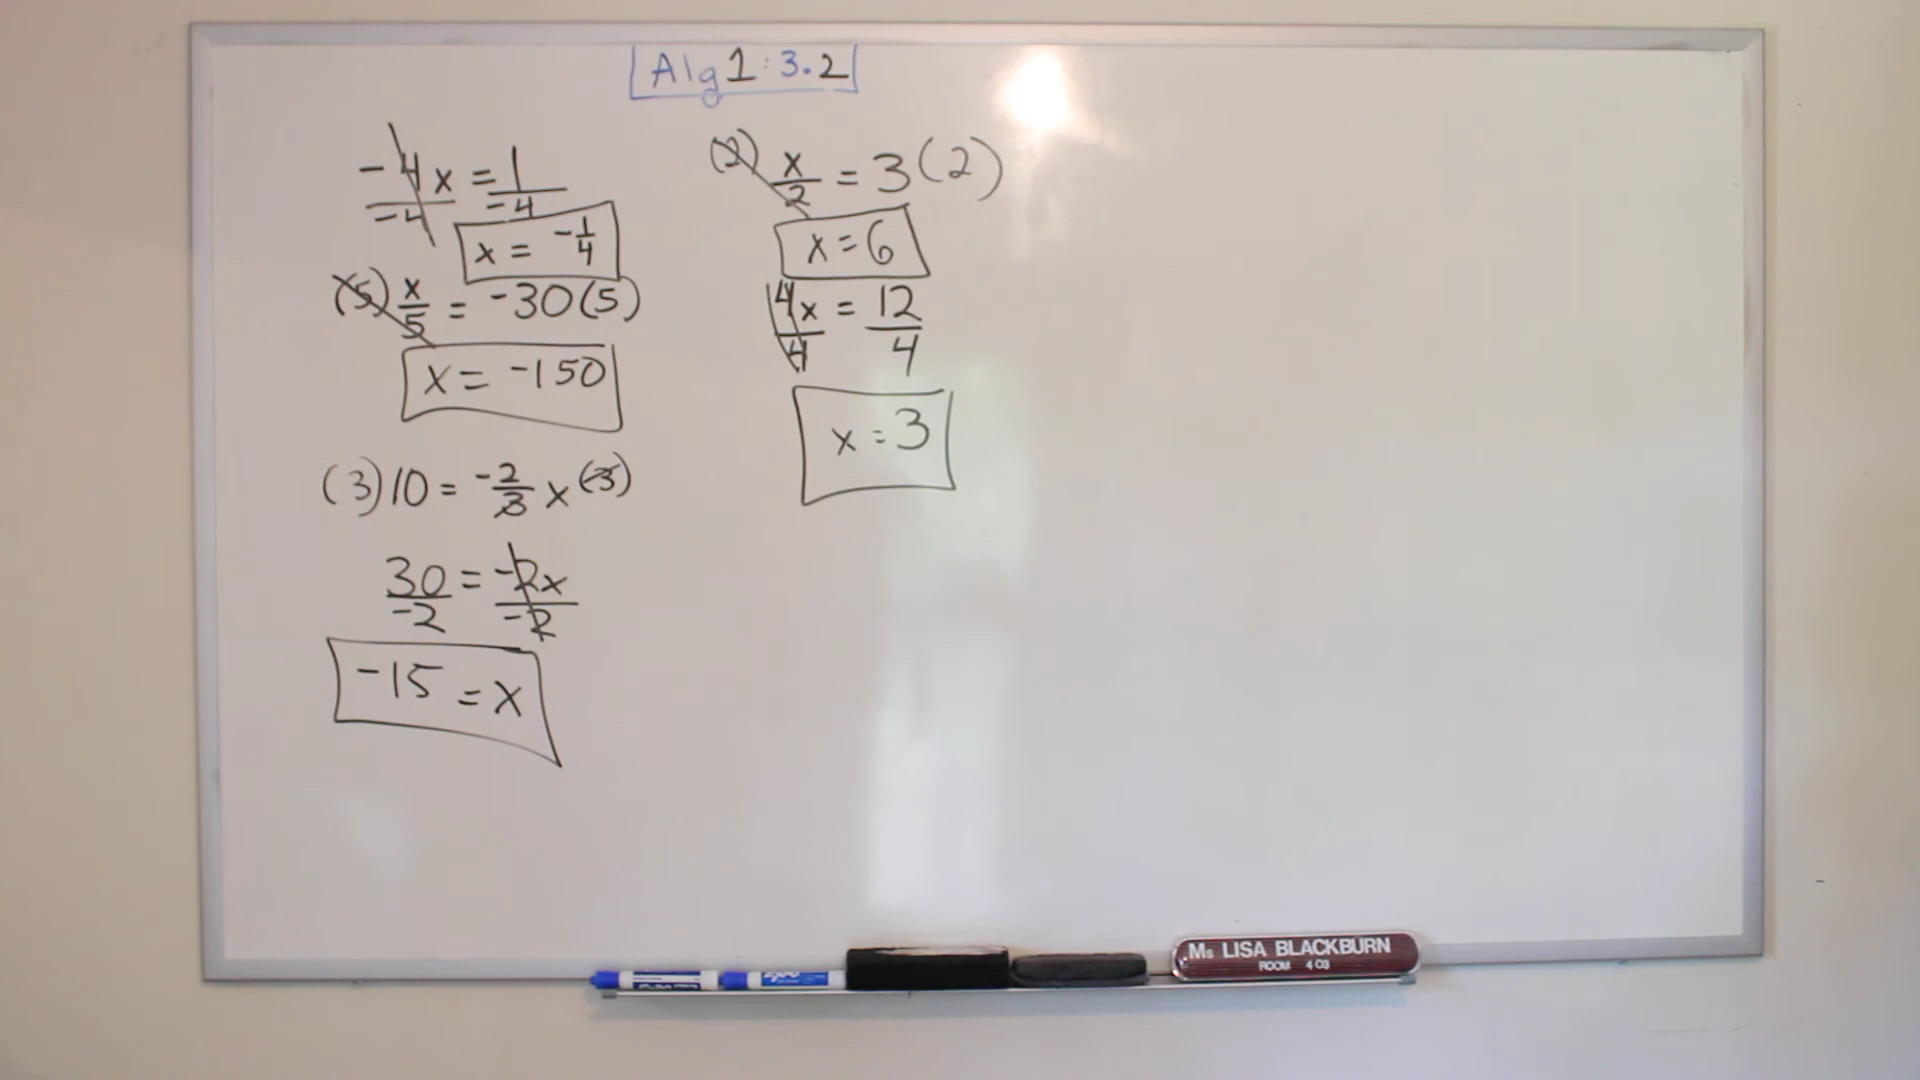 Alg 1: 3.2
-4x = 1
-4 -4
x = -1/4
(5) x/5 = -30(5)
x = -150
(3)10 = -2/3 x (3)
30 = -2x
-2 -2
-15 = x
(2) x/2 = 3(2)
x = 6
4x = 12
4 4
x = 3
Ms LISA BLACKBURN
ROOM 403